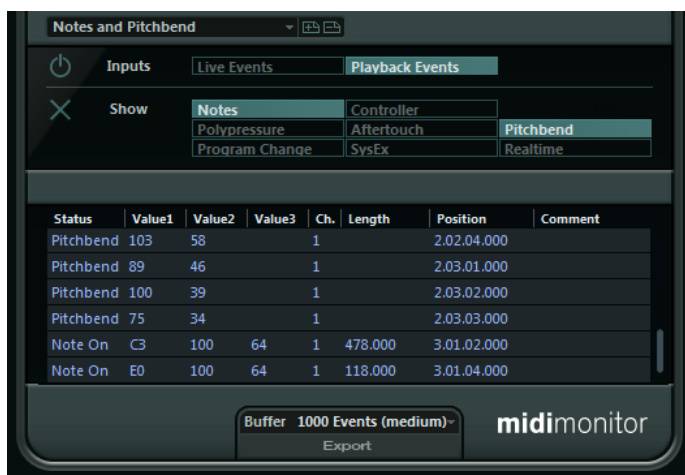 Notes and Pitchbend
Inputs Live Events Playback Events
Show Notes Controller
Polypressure Aftertouch Pitchbend
Program Change SysEx Realtime
Status Value1 Value2 Value3 Ch. Length Position Comment
Pitchbend 103 58 1 2.02.04.000
Pitchbend 89 46 1 2.03.01.000
Pitchbend 100 39 1 2.03.02.000
Pitchbend 75 34 1 2.03.03.000
Note On C3 100 64 1 478.000 3.01.02.000
Note On E0 100 64 1 118.000 3.01.04.000
Buffer 1000 Events (medium)
Export
midimonitor